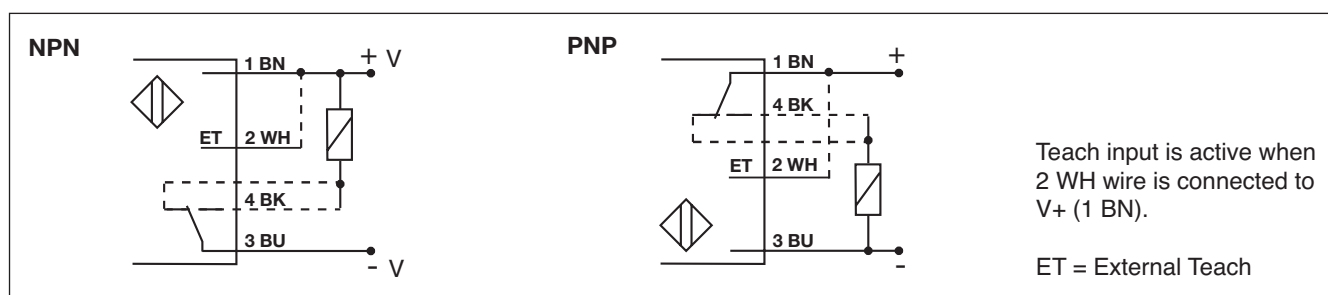 NPN
1 BN
+ V
ET 2 WH
4 BK
3 BU
- V
PNP
1 BN
+
4 BK
ET 2 WH
3 BU
-
Teach input is active when
2 WH wire is connected to
V+ (1 BN).
ET = External Teach